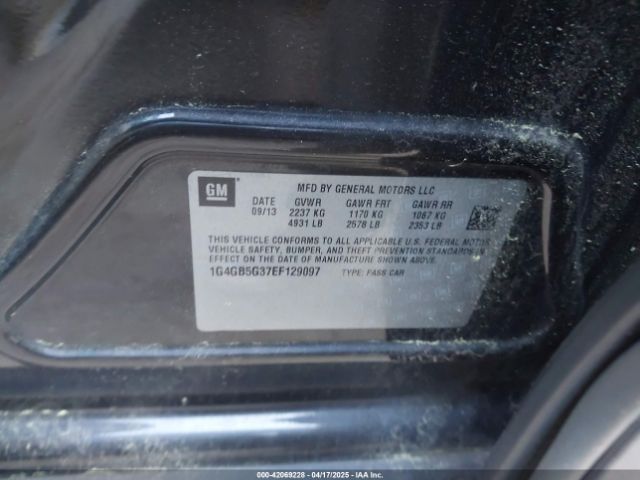 GM
MFD BY GENERAL MOTORS LLC
DATE GVWR GAWR FRT GAWR RR
09/13 2237 KG 1170 KG 1067 KG
4931 LB 2578 LB 2353 LB
THIS VEHICLE CONFORMS TO ALL APPLICABLE U.S. FEDERAL MOTOR
VEHICLE SAFETY, BUMPER, AND THEFT PREVENTION STANDARDS IN
EFFECT ON THE DATE OF MANUFACTURE SHOWN ABOVE.
1G4GB5G37EF129097 TYPE: PASS CAR
000-42069228 - 04/17/2025 - IAA Inc.